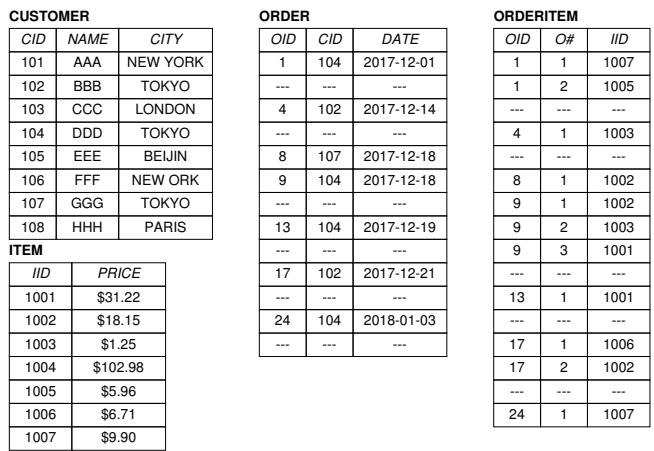 CUSTOMER
CID NAME CITY
101 AAA NEW YORK
102 BBB TOKYO
103 CCC LONDON
104 DDD TOKYO
105 EEE BEIJIN
106 FFF NEW ORK
107 GGG TOKYO
108 HHH PARIS
ITEM
IID PRICE
1001 $31.22
1002 $18.15
1003 $1.25
1004 $102.98
1005 $5.96
1006 $6.71
1007 $9.90
ORDER
OID CID DATE
1 104 2017-12-01
--- --- ---
4 102 2017-12-14
--- --- ---
8 107 2017-12-18
9 104 2017-12-18
--- --- ---
13 104 2017-12-19
--- --- ---
17 102 2017-12-21
--- --- ---
24 104 2018-01-03
--- --- ---
ORDERITEM
OID O# IID
1 1 1007
1 2 1005
--- --- ---
4 1 1003
--- --- ---
8 1 1002
9 1 1002
9 2 1003
9 3 1001
--- --- ---
13 1 1001
--- --- ---
17 1 1006
17 2 1002
--- --- ---
24 1 1007